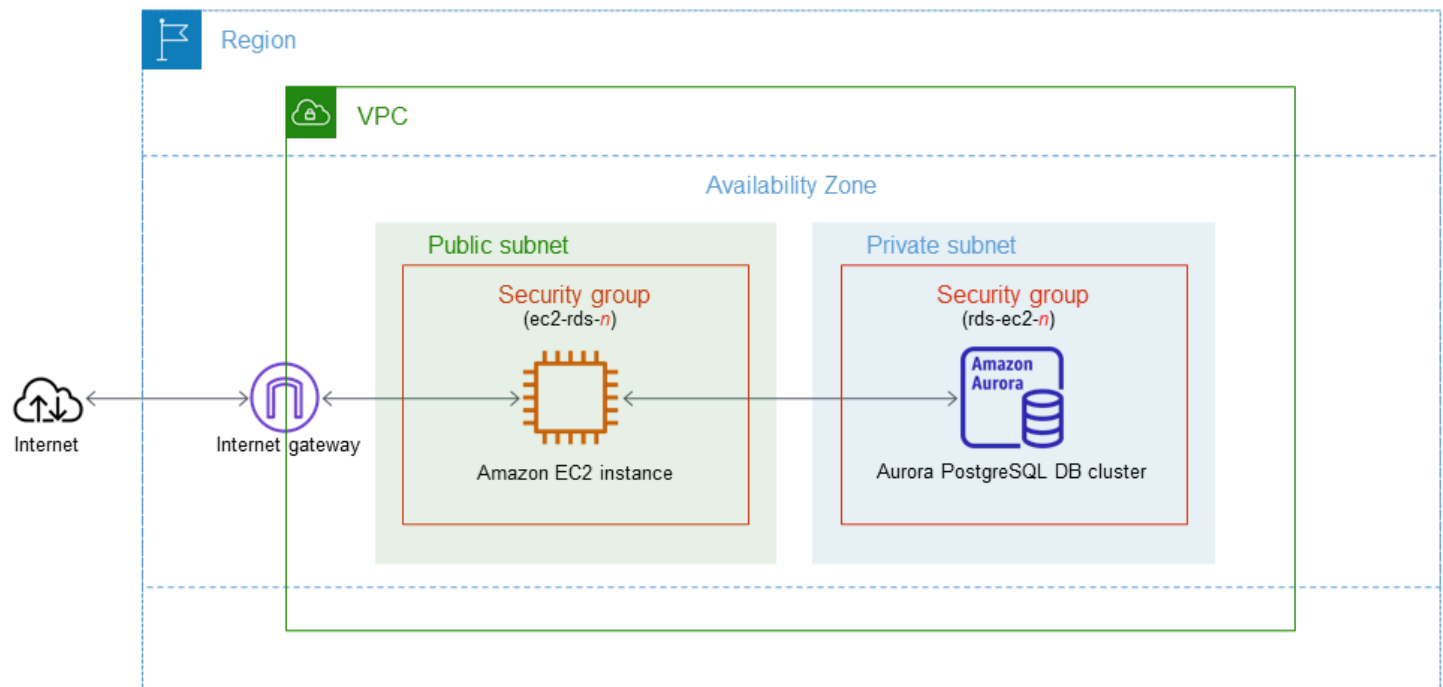 Region
VPC
Availability Zone
Public subnet
Private subnet
Security group
(ec2-rds-n)
Security group
(rds-ec2-n)
Amazon
Aurora
Internet
Internet gateway
Amazon EC2 instance
Aurora PostgreSQL DB cluster